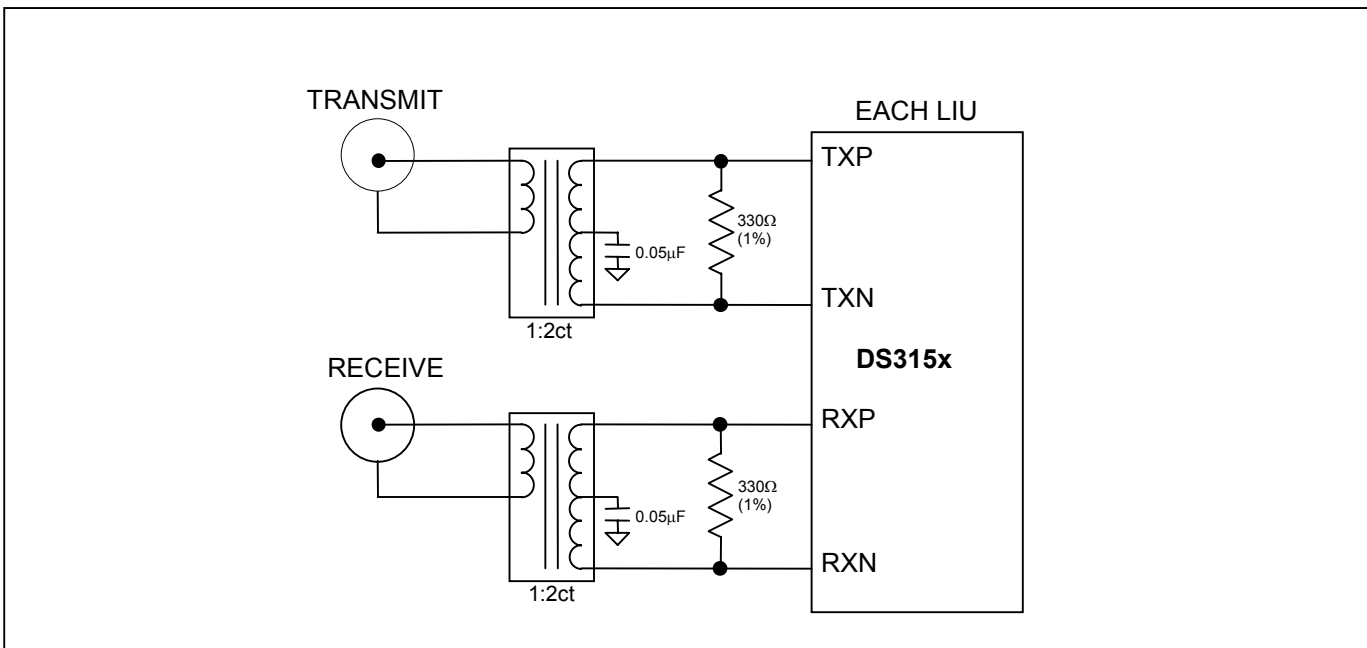 TRANSMIT
EACH LIU
TXP
330Ω
(1%)
0.05μF
TXN
1:2ct
DS315x
RECEIVE
RXP
330Ω
(1%)
0.05μF
RXN
1:2ct